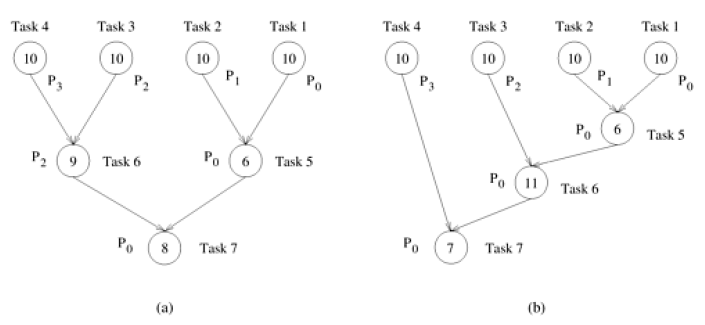 Task 4 Task 3 Task 2 Task 1
10 10 10 10
P3 P2 P1 P0
P2 9 Task 6 P0 6 Task 5
P0 8 Task 7
(a)
Task 4 Task 3 Task 2 Task 1
10 10 10 10
P3 P2 P1 P0
P0 6 Task 5
P0 11 Task 6
P0 7 Task 7
(b)